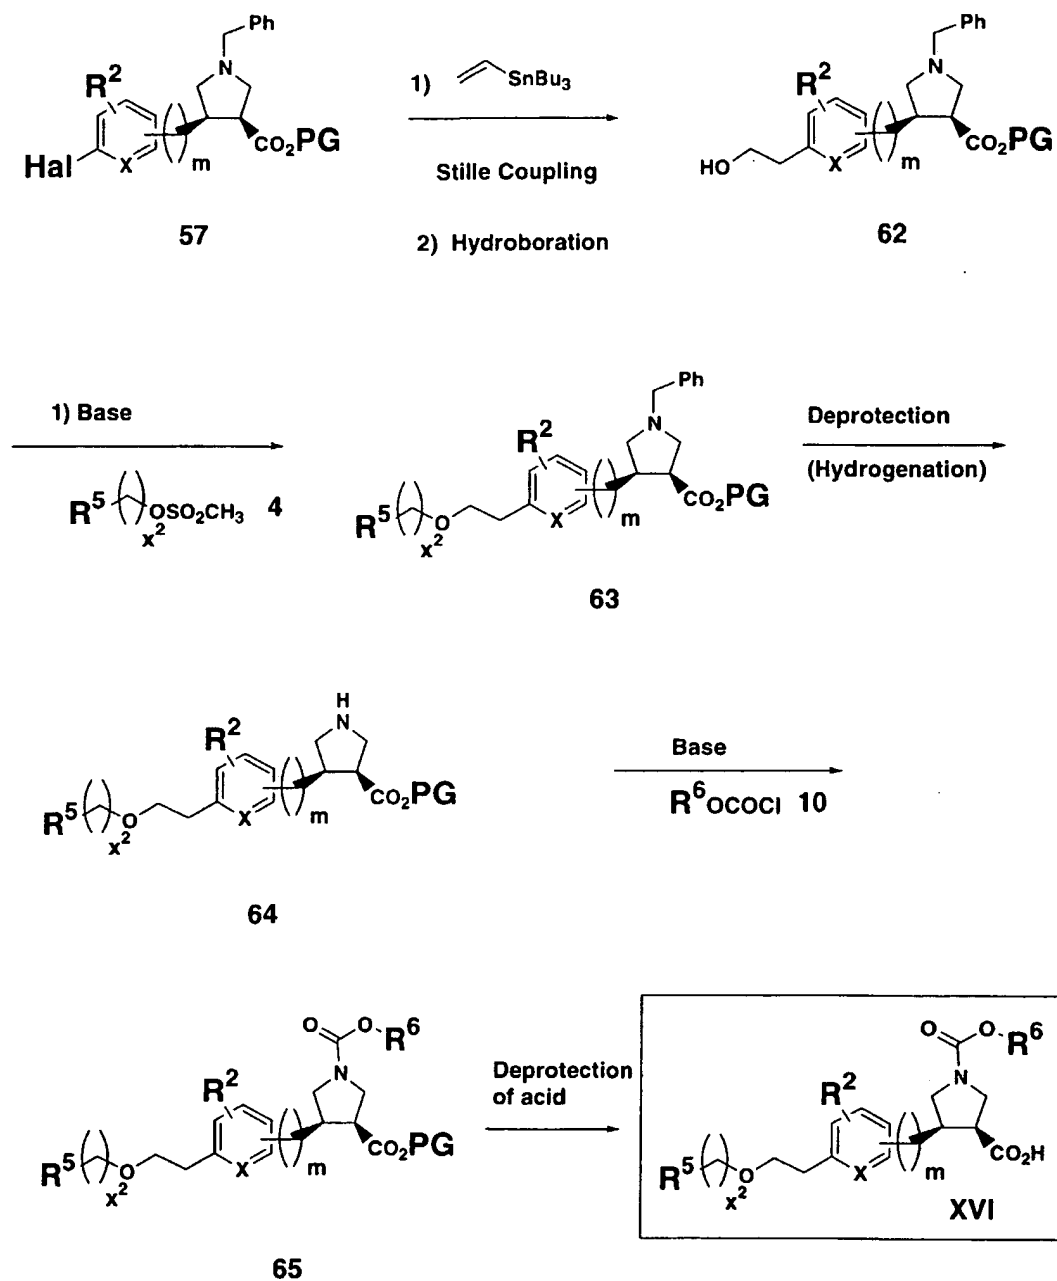 Ph
N
R²
Hal
X
m
CO₂PG
57
1) SnBu₃
Stille Coupling
2) Hydroboration
Ph
N
R²
HO
X
m
CO₂PG
62
1) Base
R⁵ x² OSO₂CH₃ 4
Ph
N
R²
R⁵ x² O
X
m
CO₂PG
63
Deprotection
(Hydrogenation)
H
N
R²
R⁵ x² O
X
m
CO₂PG
64
Base
R⁶OCOCl 10
O O-R⁶
N
R²
R⁵ x² O
X
m
CO₂PG
65
Deprotection
of acid
O O-R⁶
N
R²
R⁵ x² O
X
m
CO₂H
XVI